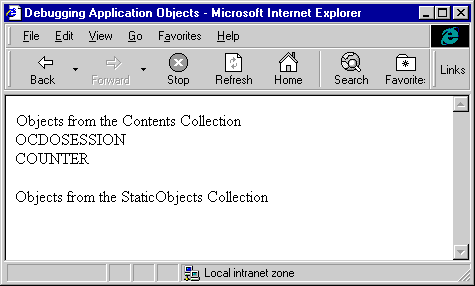 Debugging Application Objects - Microsoft Internet Explorer
File Edit View Go Favorites Help
Back Forward Stop Refresh Home Search Favorite: Links
Objects from the Contents Collection
OCDOSESSION
COUNTER
Objects from the StaticObjects Collection
Local intranet zone